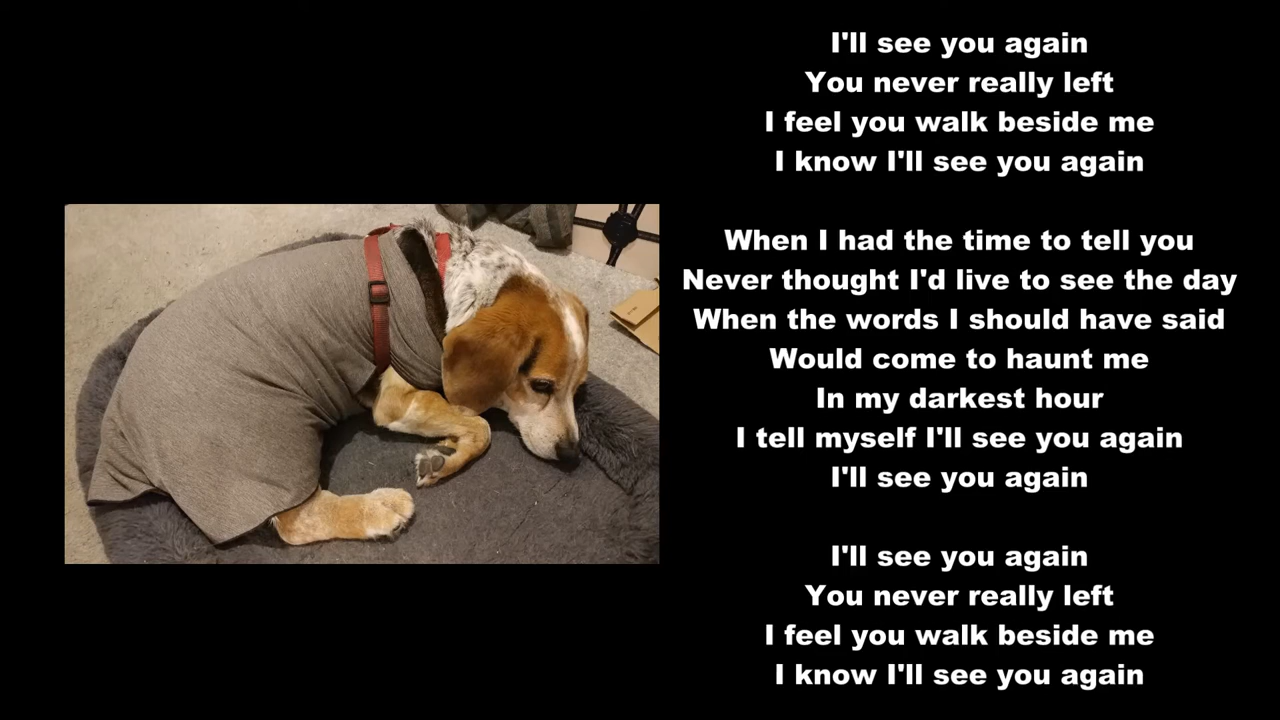 I'll see you again
You never really left
I feel you walk beside me
I know I'll see you again
When I had the time to tell you
Never thought I'd live to see the day
When the words I should have said
Would come to haunt me
In my darkest hour
I tell myself I'll see you again
I'll see you again
I'll see you again
You never really left
I feel you walk beside me
I know I'll see you again